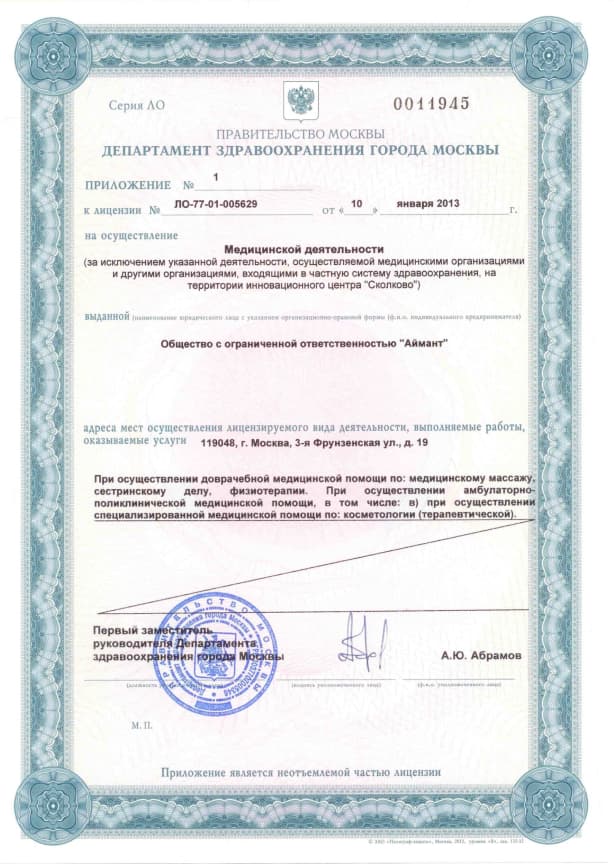 Серия ЛО
0011945
ПРАВИТЕЛЬСТВО МОСКВЫ
ДЕПАРТАМЕНТ ЗДРАВООХРАНЕНИЯ ГОРОДА МОСКВЫ
ПРИЛОЖЕНИЕ № 1
к лицензии № ЛО-77-01-005629 от « 10 » января 2013 г.
на осуществление
Медицинской деятельности
(за исключением указанной деятельности, осуществляемой медицинскими организациями
и другими организациями, входящими в частную систему здравоохранения, на
территории инновационного центра "Сколково")
выданной (наименование юридического лица с указанием организационно-правовой формы (ф.и.о. индивидуального предпринимателя)
Общество с ограниченной ответственностью "Аймант"
адреса мест осуществления лицензируемого вида деятельности, выполняемые работы,
оказываемые услуги 119048, г. Москва, 3-я Фрунзенская ул., д. 19
При осуществлении доврачебной медицинской помощи по: медицинскому массажу,
сестринскому делу, физиотерапии. При осуществлении амбулаторно-
поликлинической медицинской помощи, в том числе: в) при осуществлении
специализированной медицинской помощи по: косметологии (терапевтической).
Первый заместитель
руководителя Департамента
здравоохранения города Москвы
А.Ю. Абрамов
(подпись уполномоченного лица)
(ф.и.о. уполномоченного лица)
ПРАВИТЕЛЬСТВО МОСКВЫ
М. П.
Приложение является неотъемлемой частью лицензии